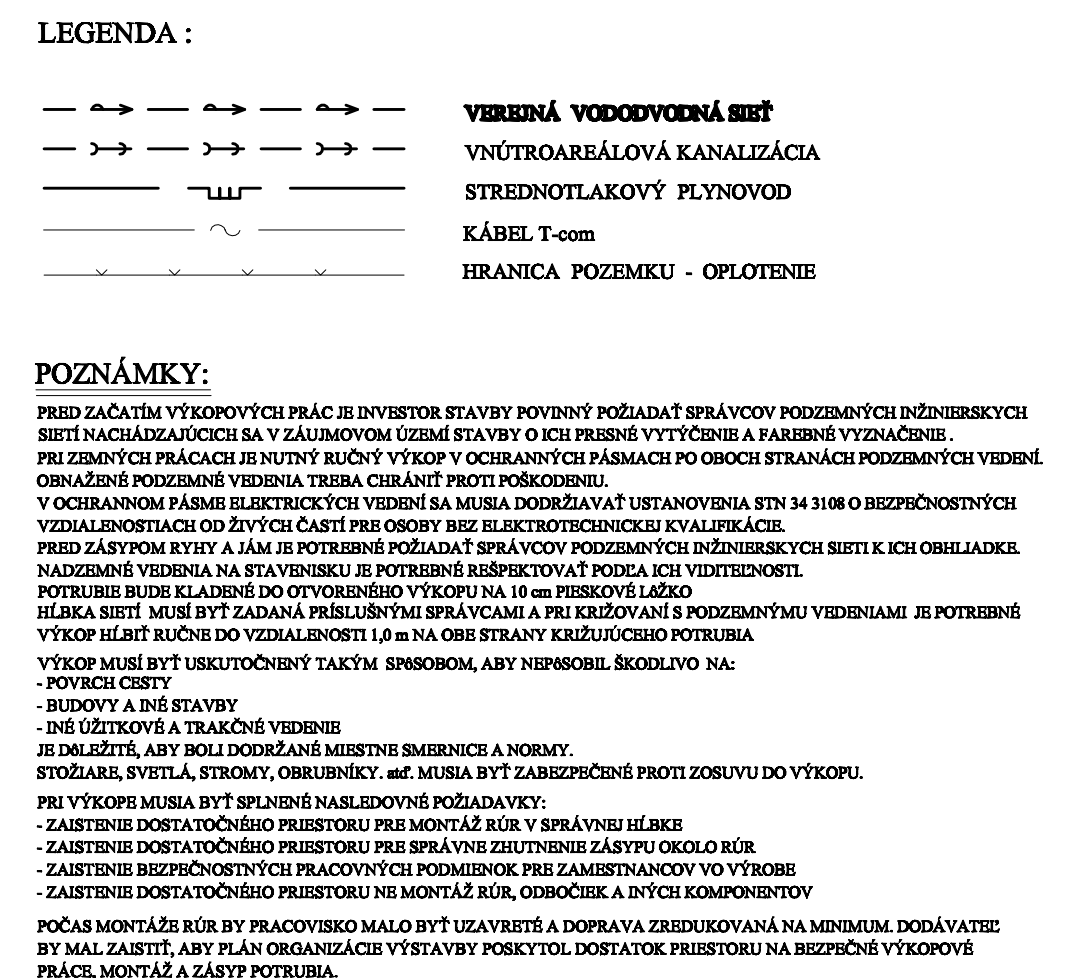 LEGENDA :
VEREJNÁ VODODVODNÁ SIEŤ
VNÚTROAREÁLOVÁ KANALIZÁCIA
STREDNOTLAKOVÝ PLYNOVOD
KÁBEL T-com
HRANICA POZEMKU - OPLOTENIE
POZNÁMKY:
PRED ZAČATÍM VÝKOPOVÝCH PRÁC JE INVESTOR STAVBY POVINNÝ POŽIADAŤ SPRÁVCOV PODZEMNÝCH INŽINIERSKYCH
SIETÍ NACHÁDZAJÚCICH SA V ZÁUJMOVOM ÚZEMÍ STAVBY O ICH PRESNÉ VYTÝČENIE A FAREBNÉ VYZNAČENIE .
PRI ZEMNÝCH PRÁCACH JE NUTNÝ RUČNÝ VÝKOP V OCHRANNÝCH PÁSMACH PO OBOCH STRANÁCH PODZEMNÝCH VEDENÍ.
OBNAŽENÉ PODZEMNÉ VEDENIA TREBA CHRÁNIŤ PROTI POŠKODENIU.
V OCHRANNOM PÁSME ELEKTRICKÝCH VEDENÍ SA MUSIA DODRŽIAVAŤ USTANOVENIA STN 34 3108 O BEZPEČNOSTNÝCH
VZDIALENOSTIACH OD ŽIVÝCH ČASTÍ PRE OSOBY BEZ ELEKTROTECHNICKEJ KVALIFIKÁCIE.
PRED ZÁSYPOM RYHY A JÁM JE POTREBNÉ POŽIADAŤ SPRÁVCOV PODZEMNÝCH INŽINIERSKYCH SIETI K ICH OBHLIADKE.
NADZEMNÉ VEDENIA NA STAVENISKU JE POTREBNÉ REŠPEKTOVAŤ PODĽA ICH VIDITEĽNOSTI.
POTRUBIE BUDE KLADENÉ DO OTVORENÉHO VÝKOPU NA 10 cm PIESKOVÉ LôŽKO
HĹBKA SIETÍ MUSÍ BYŤ ZADANÁ PRÍSLUŠNÝMI SPRÁVCAMI A PRI KRIŽOVANÍ S PODZEMNÝMU VEDENIAMI JE POTREBNÉ
VÝKOP HĹBIŤ RUČNE DO VZDIALENOSTI 1,0 m NA OBE STRANY KRIŽUJÚCEHO POTRUBIA
VÝKOP MUSÍ BYŤ USKUTOČNENÝ TAKÝM SPôSOBOM, ABY NEPôSOBIL ŠKODLIVO NA:
- POVRCH CESTY
- BUDOVY A INÉ STAVBY
- INÉ ÚŽITKOVÉ A TRAKČNÉ VEDENIE
JE DôLEŽITÉ, ABY BOLI DODRŽANÉ MIESTNE SMERNICE A NORMY.
STOŽIARE, SVETLÁ, STROMY, OBRUBNÍKY. atď. MUSIA BYŤ ZABEZPEČENÉ PROTI ZOSUVU DO VÝKOPU.
PRI VÝKOPE MUSIA BYŤ SPLNENÉ NASLEDOVNÉ POŽIADAVKY:
- ZAISTENIE DOSTATOČNÉHO PRIESTORU PRE MONTÁŽ RÚR V SPRÁVNEJ HĹBKE
- ZAISTENIE DOSTATOČNÉHO PRIESTORU PRE SPRÁVNE ZHUTNENIE ZÁSYPU OKOLO RÚR
- ZAISTENIE BEZPEČNOSTNÝCH PRACOVNÝCH PODMIENOK PRE ZAMESTNANCOV VO VÝROBE
- ZAISTENIE DOSTATOČNÉHO PRIESTORU NE MONTÁŽ RÚR, ODBOČIEK A INÝCH KOMPONENTOV
POČAS MONTÁŽE RÚR BY PRACOVISKO MALO BYŤ UZAVRETÉ A DOPRAVA ZREDUKOVANÁ NA MINIMUM. DODÁVATEĽ
BY MAL ZAISTIŤ, ABY PLÁN ORGANIZÁCIE VÝSTAVBY POSKYTOL DOSTATOK PRIESTORU NA BEZPEČNÉ VÝKOPOVÉ
PRÁCE, MONTÁŽ A ZÁSYP POTRUBIA.